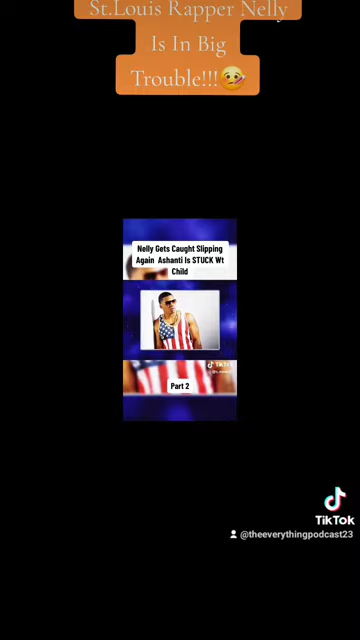 St.Louis Rapper Nelly
Is In Big
Trouble!!!🤒
Nelly Gets Caught Slipping
Again Ashanti Is STUCK Wt
Child
TikTok
Part 2
TikTok
@theeverythingpodcast23